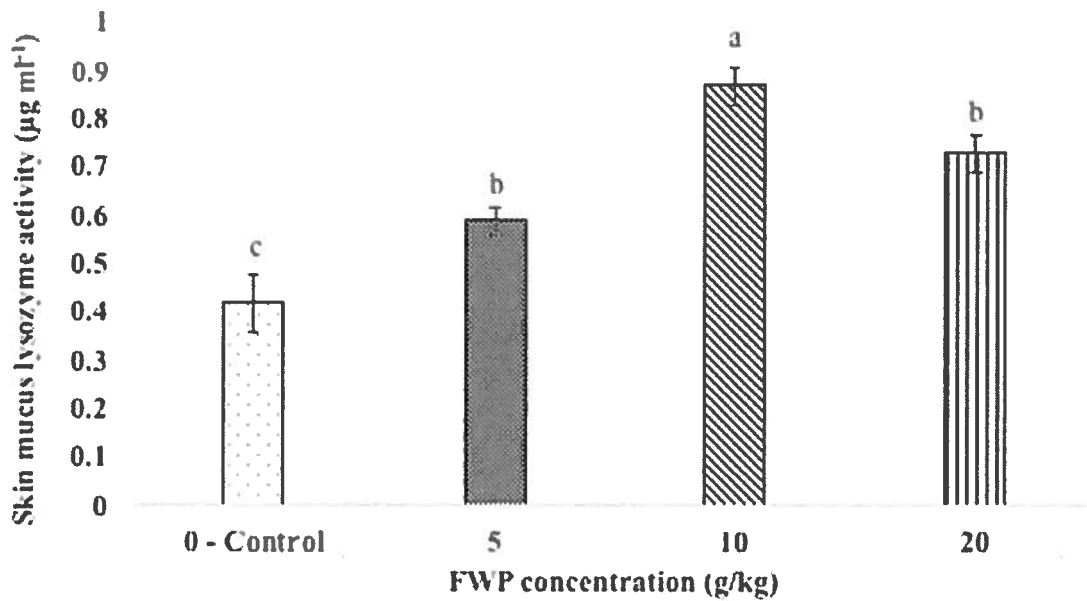 Skin mucus lysozyme activity (µg ml⁻¹)
1
0.9
0.8
0.7
0.6
0.5
0.4
0.3
0.2
0.1
0
c
b
a
b
0 - Control 5 10 20
FWP concentration (g/kg)